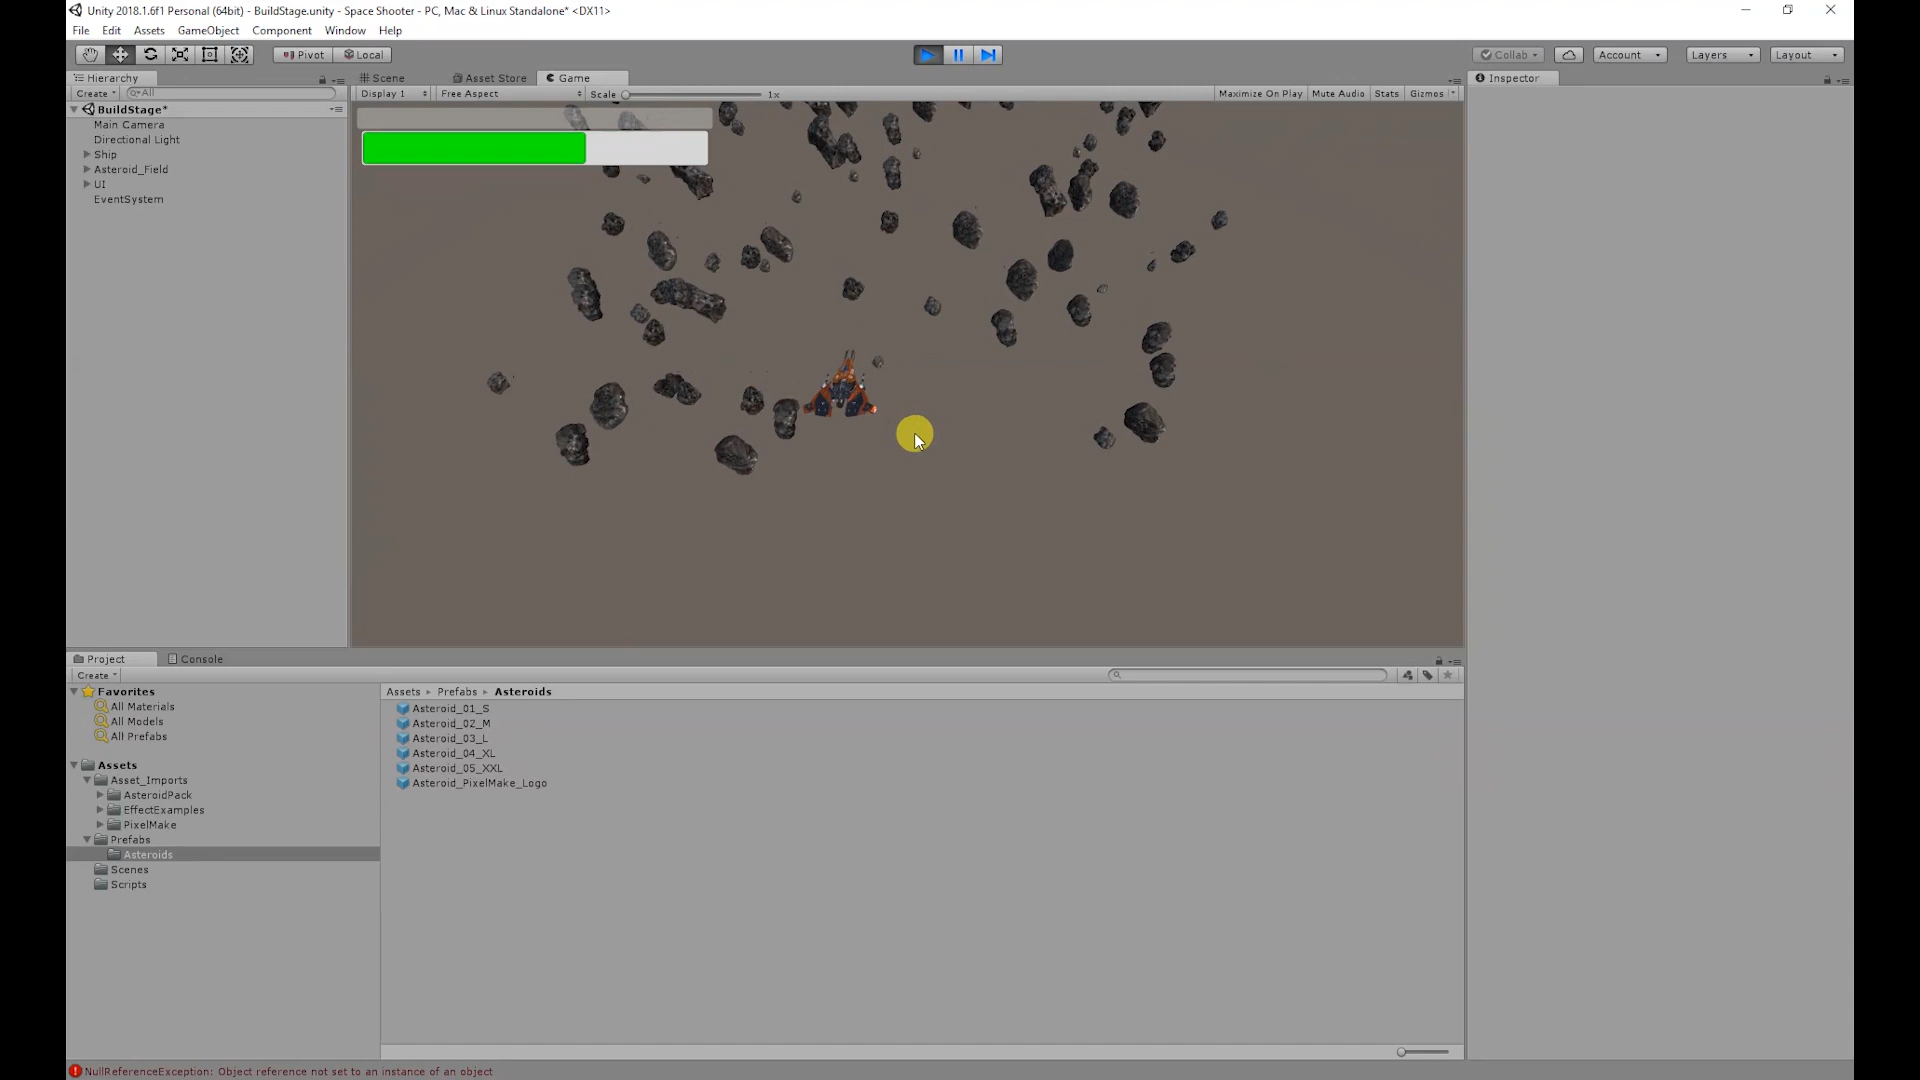 Unity 2018.1.6f1 Personal (64bit) - BuildStage.unity - Space Shooter - PC, Mac & Linux Standalone* <DX11>
File Edit Assets GameObject Component Window Help
Pivot Local Collab Account Layers Layout
Hierarchy Scene Asset Store Game Inspector
Create All Display 1 Free Aspect Scale 1x Maximize On Play Mute Audio Stats Gizmos
BuildStage*
Main Camera
Directional Light
Ship
Asteroid_Field
UI
EventSystem
Project Console
Create
Favorites
All Materials
All Models
All Prefabs
Assets
Asset_Imports
AsteroidPack
EffectExamples
PixelMake
Prefabs
Asteroids
Scenes
Scripts
Assets Prefabs Asteroids
Asteroid_01_S
Asteroid_02_M
Asteroid_03_L
Asteroid_04_XL
Asteroid_05_XXL
Asteroid_PixelMake_Logo
NullReferenceException: Object reference not set to an instance of an object